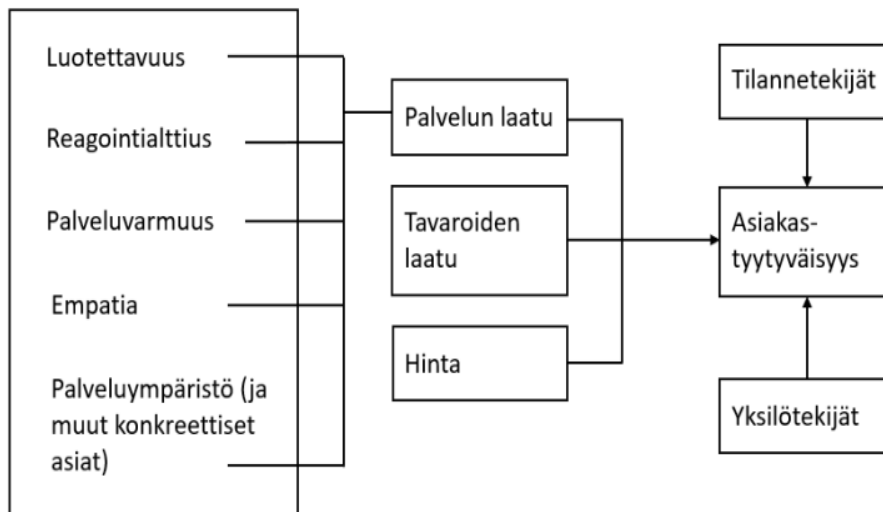 Luotettavuus
Reagointialttius
Palveluvarmuus
Empatia
Palveluympäristö (ja
muut konkreettiset
asiat)
Palvelun laatu
Tavaroiden
laatu
Hinta
Tilannetekijät
Asiakas-
tyytyväisyys
Yksilötekijät